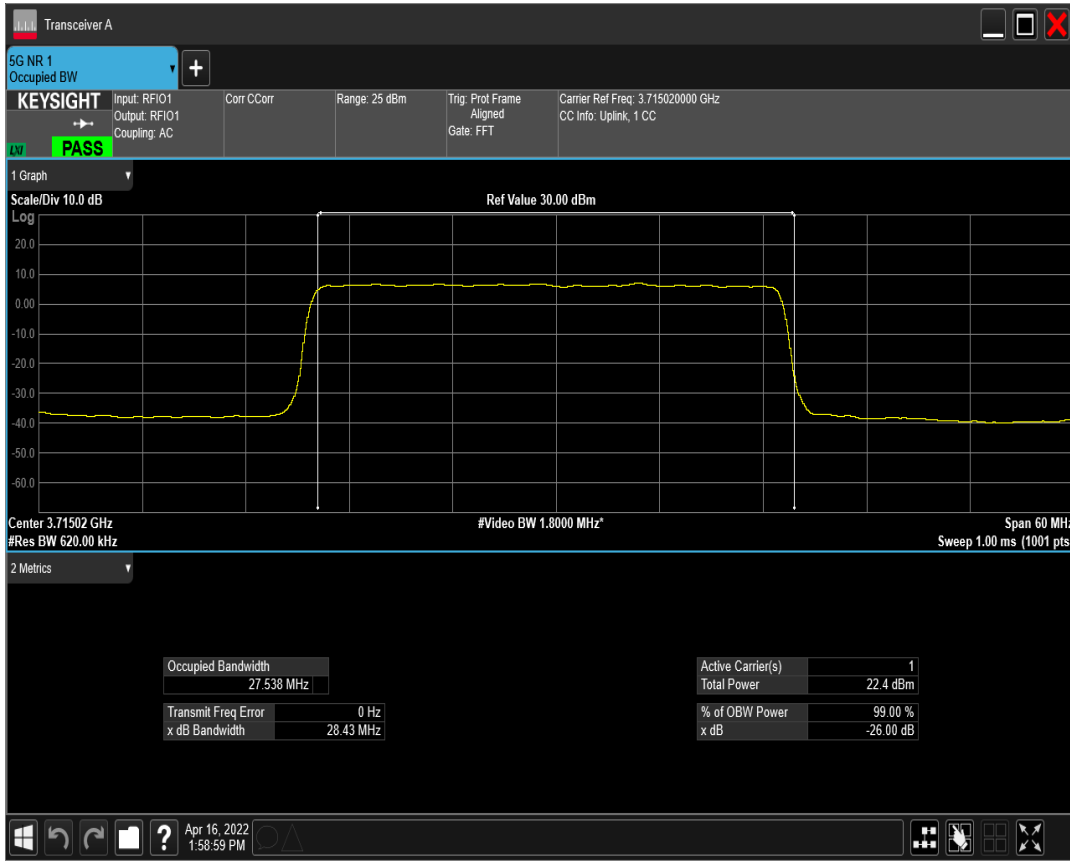 Transceiver A
5G NR 1
Occupied BW
KEYSIGHT
LXI
PASS
Input: RFIO1
Output: RFIO1
Coupling: AC
Corr CCorr
Range: 25 dBm
Trig: Prot Frame
Aligned
Gate: FFT
Carrier Ref Freq: 3.715020000 GHz
CC Info: Uplink, 1 CC
1 Graph
Scale/Div 10.0 dB
Ref Value 30.00 dBm
Log
20.0
10.0
0.00
-10.0
-20.0
-30.0
-40.0
-50.0
-60.0
Center 3.71502 GHz
#Video BW 1.8000 MHz*
Span 60 MHz
#Res BW 620.00 kHz
Sweep 1.00 ms (1001 pts
2 Metrics
Occupied Bandwidth
27.538 MHz
Transmit Freq Error 0 Hz
x dB Bandwidth 28.43 MHz
Active Carrier(s) 1
Total Power 22.4 dBm
% of OBW Power 99.00 %
x dB -26.00 dB
?
Apr 16, 2022
1:58:59 PM